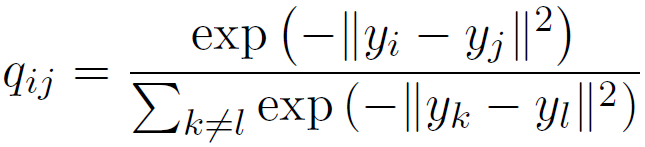 q_{ij} = \frac{\exp\left(-\|y_i - y_j\|^2\right)}{\sum_{k \neq l} \exp\left(-\|y_k - y_l\|^2\right)}